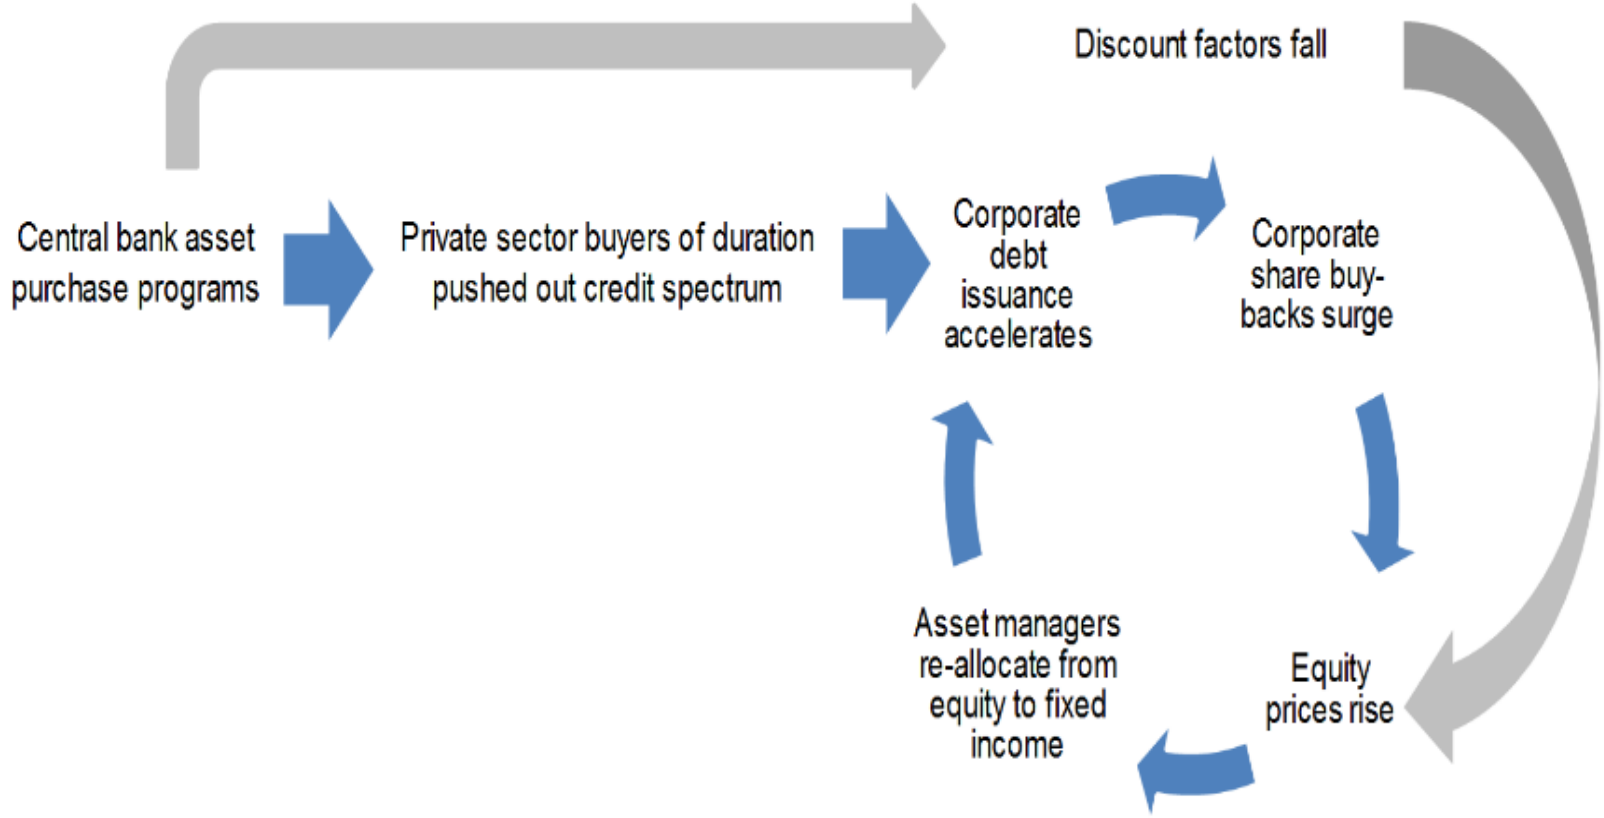 Discount factors fall
Central bank asset
purchase programs
Private sector buyers of duration
pushed out credit spectrum
Corporate
debt
issuance
accelerates
Corporate
share buy-
backs surge
Equity
prices rise
Asset managers
re-allocate from
equity to fixed
income